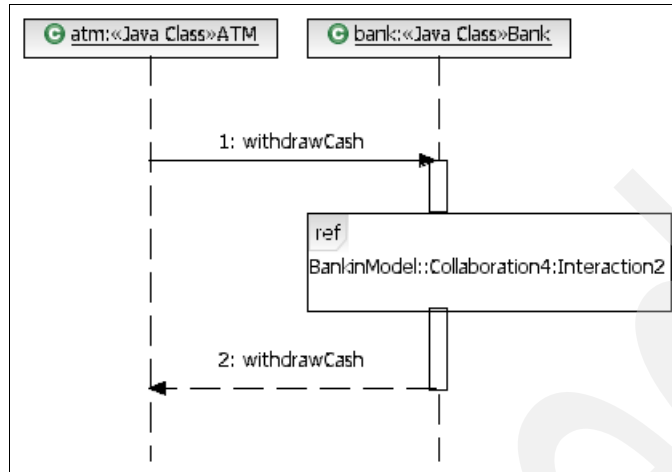 C atm:«Java Class»ATM
C bank:«Java Class»Bank
1: withdrawCash
ref
BankinModel::Collaboration4:Interaction2
2: withdrawCash